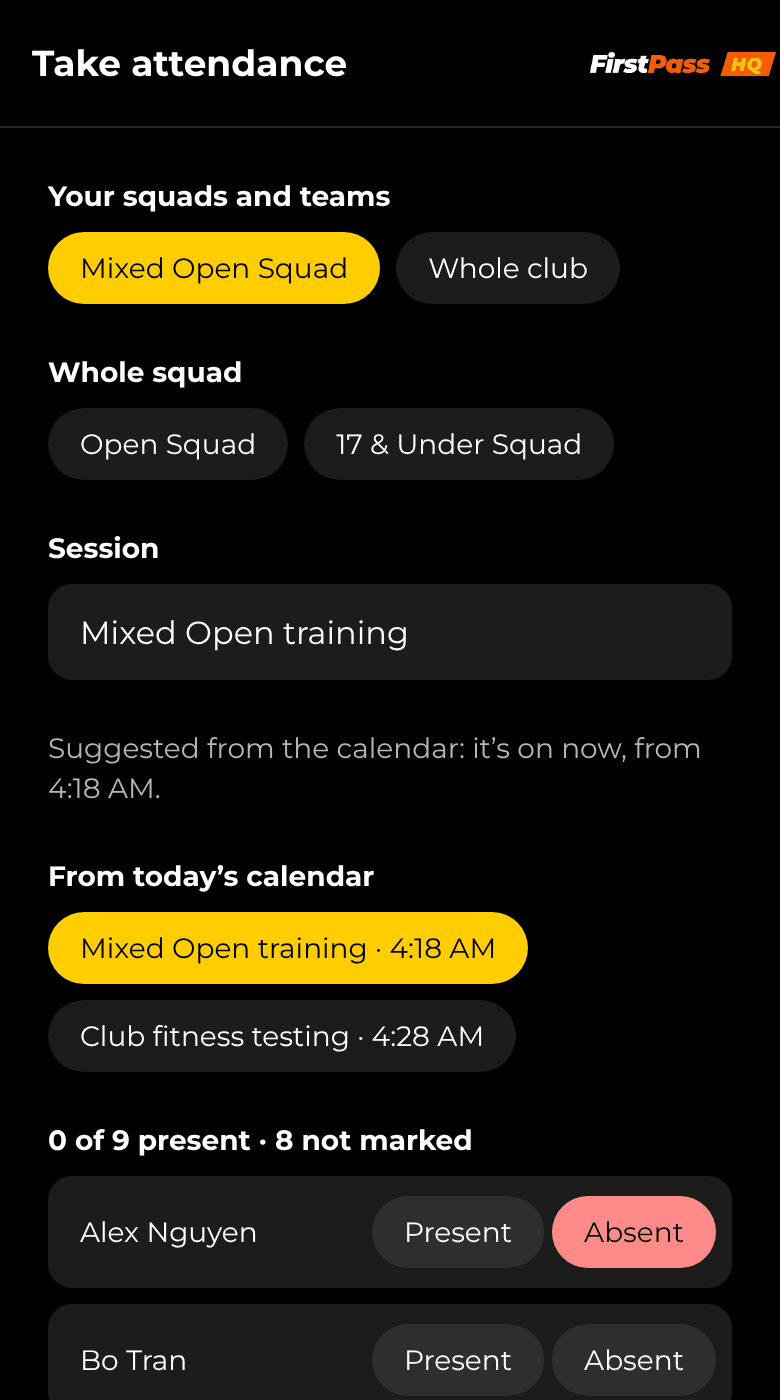 Take attendance
FirstPass HQ
Your squads and teams
Mixed Open Squad
Whole club
Whole squad
Open Squad
17 & Under Squad
Session
Mixed Open training
Suggested from the calendar: it’s on now, from
4:18 AM.
From today’s calendar
Mixed Open training · 4:18 AM
Club fitness testing · 4:28 AM
0 of 9 present · 8 not marked
Alex Nguyen
Present
Absent
Bo Tran
Present
Absent